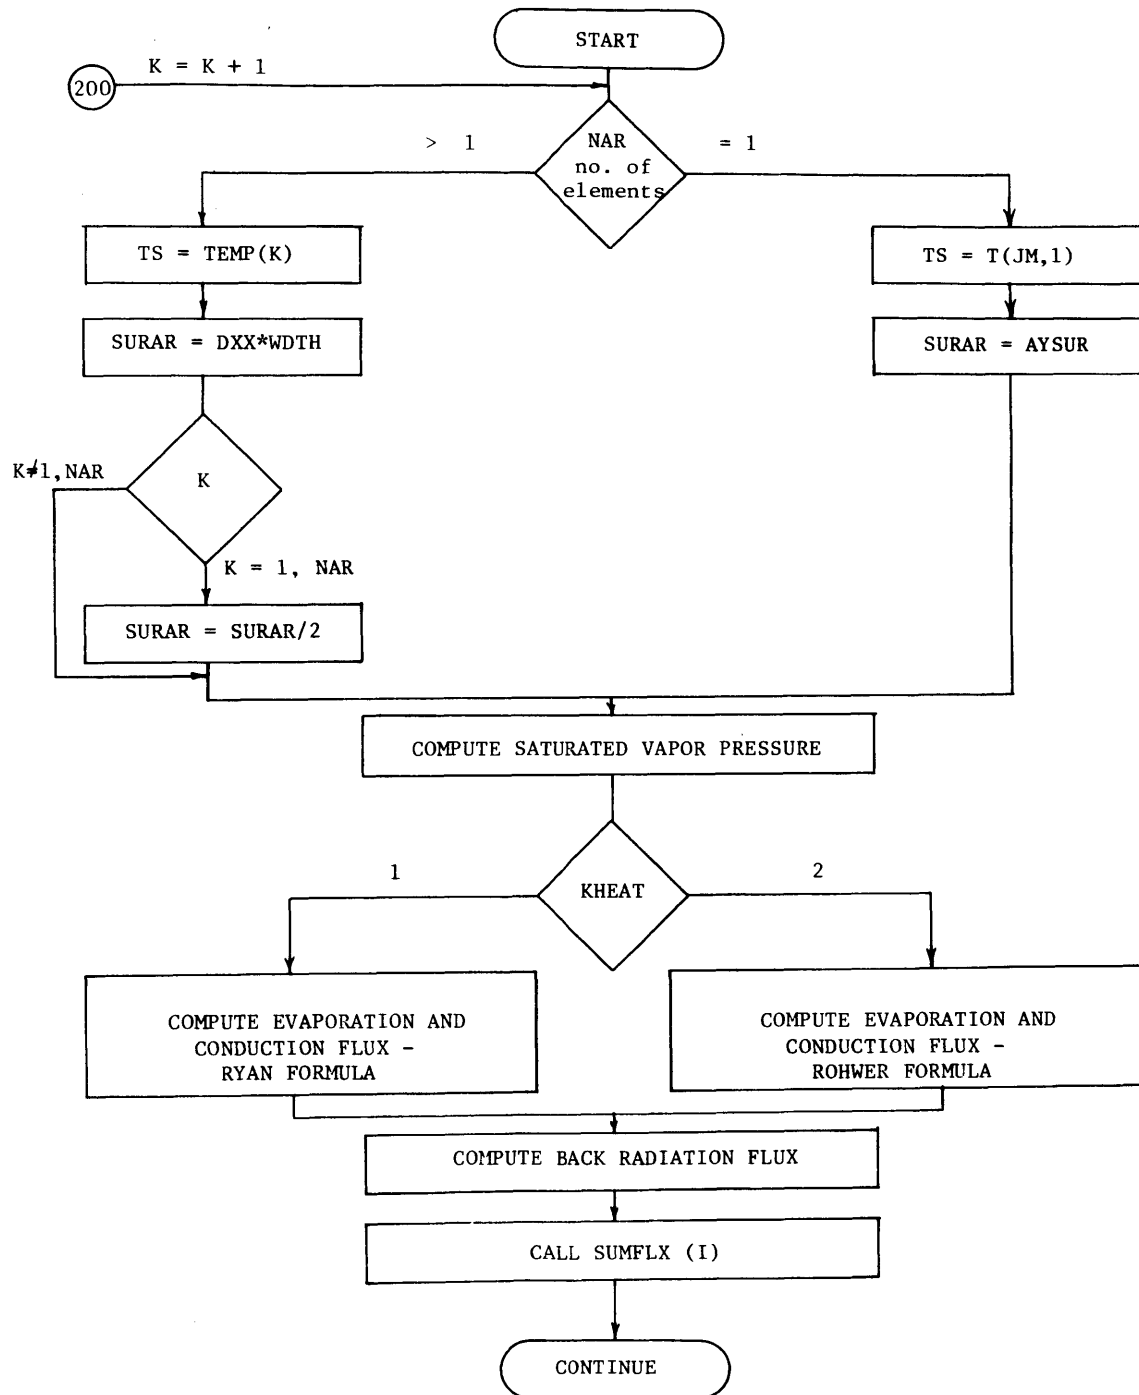 START
K = K + 1
200
> 1
NAR
no. of
elements
= 1
TS = TEMP(K)
TS = T(JM,1)
SURAR = DXX*WDTH
SURAR = AYSUR
K≠1,NAR
K
K = 1, NAR
SURAR = SURAR/2
COMPUTE SATURATED VAPOR PRESSURE
1
KHEAT
2
COMPUTE EVAPORATION AND
CONDUCTION FLUX -
RYAN FORMULA
COMPUTE EVAPORATION AND
CONDUCTION FLUX -
ROHWER FORMULA
COMPUTE BACK RADIATION FLUX
CALL SUMFLX (I)
CONTINUE